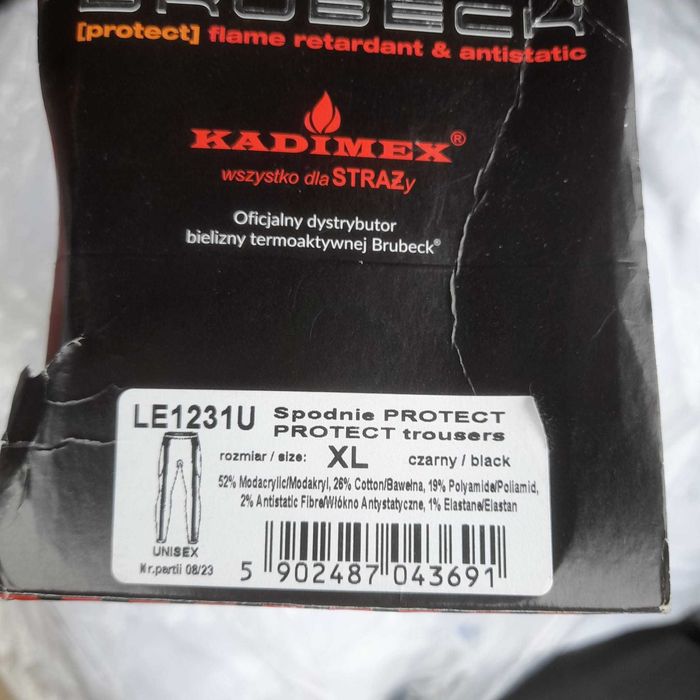 BRUBECK®
[protect] flame retardant & antistatic
KADIMEX®
wszystko dla STRAŻy
Oficjalny dystrybutor
bielizny termoaktywnej Brubeck®
LE1231U Spodnie PROTECT
PROTECT trousers
rozmiar / size: XL czarny / black
52% Modacrylic/Modakryl, 26% Cotton/Bawełna, 19% Polyamide/Poliamid,
2% Antistatic Fibre/Włókno Antystatyczne, 1% Elastane/Elastan
UNISEX
Nr.partii 08/23
5 902487 043691